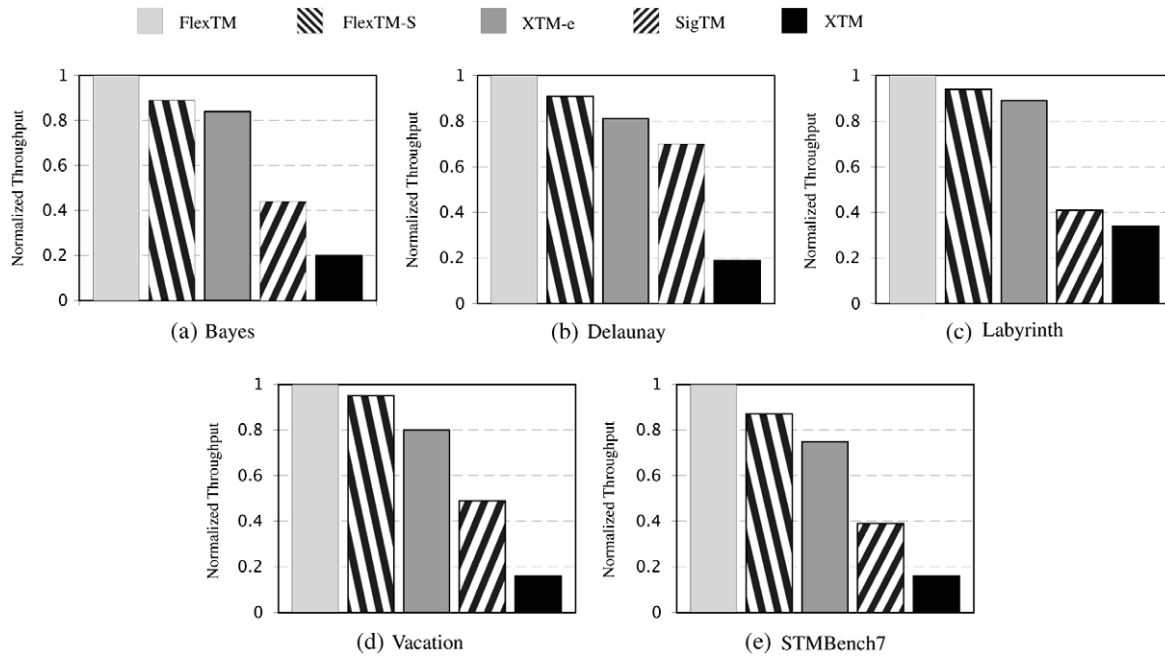 FlexTM FlexTM-S XTM-e SigTM XTM
Normalized Throughput
1
0.8
0.6
0.4
0.2
0
(a) Bayes
Normalized Throughput
1
0.8
0.6
0.4
0.2
0
(b) Delaunay
Normalized Throughput
1
0.8
0.6
0.4
0.2
0
(c) Labyrinth
Normalized Throughput
1
0.8
0.6
0.4
0.2
0
(d) Vacation
Normalized Throughput
1
0.8
0.6
0.4
0.2
0
(e) STMBench7